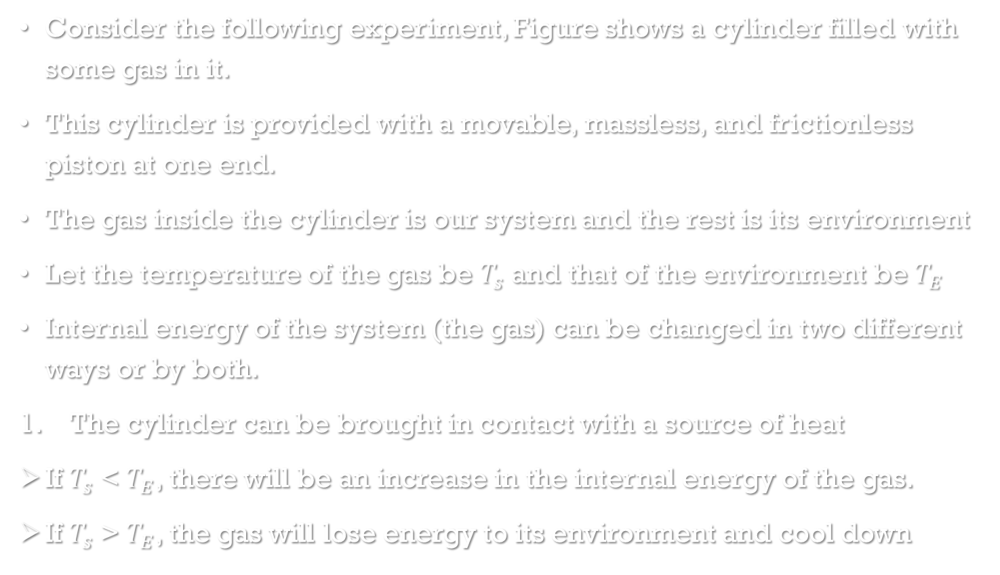 • Consider the following experiment, Figure shows a cylinder filled with
some gas in it.
• This cylinder is provided with a movable, massless, and frictionless
piston at one end.
• The gas inside the cylinder is our system and the rest is its environment
• Let the temperature of the gas be Tₛ and that of the environment be T_E
• Internal energy of the system (the gas) can be changed in two different
ways or by both.
1. The cylinder can be brought in contact with a source of heat
➢ If Tₛ < T_E, there will be an increase in the internal energy of the gas.
➢ If Tₛ > T_E, the gas will lose energy to its environment and cool down